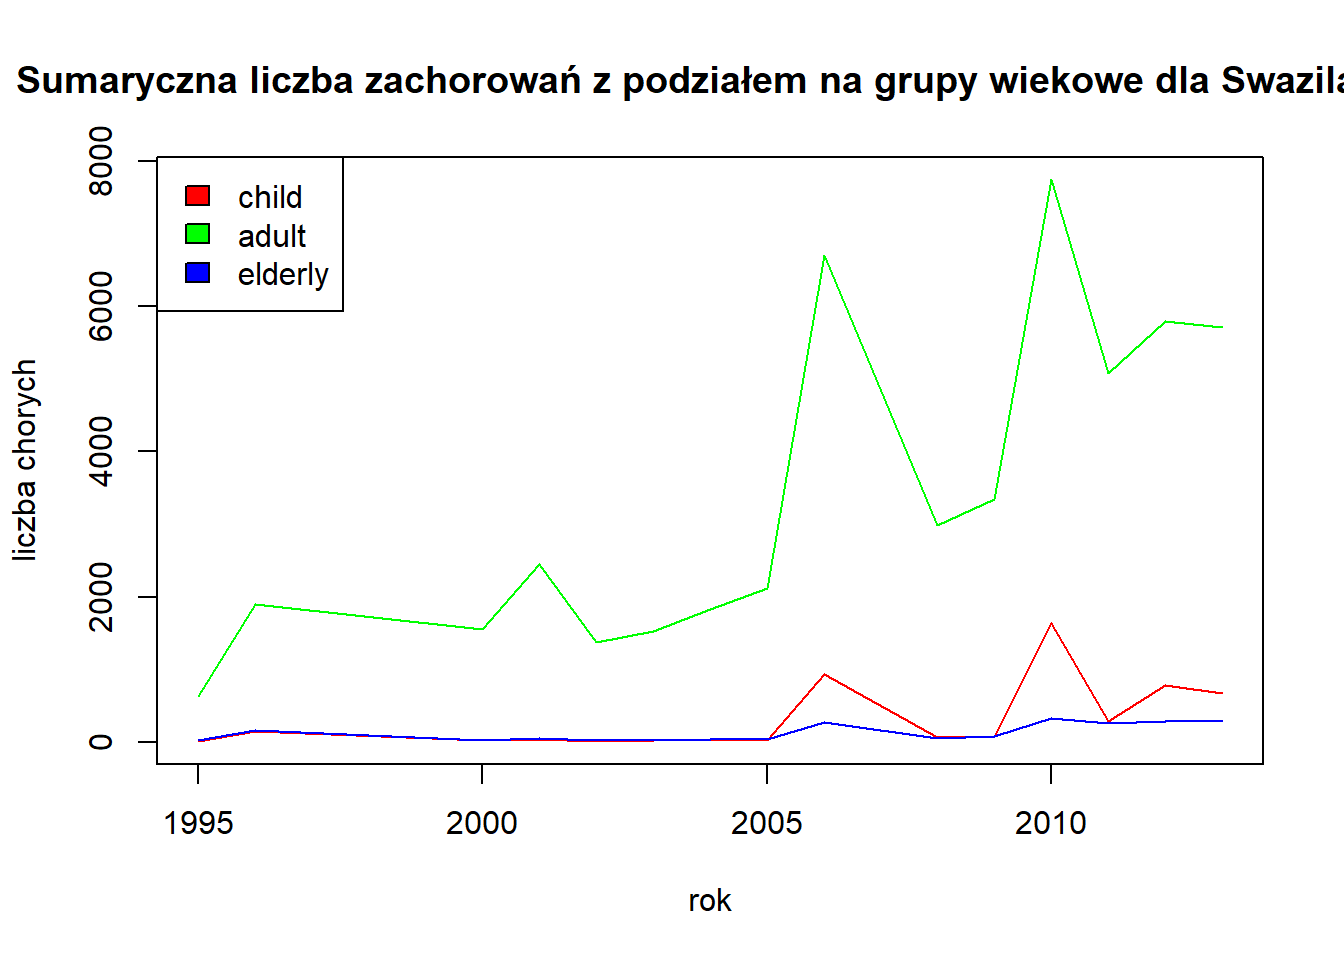 Sumaryczna liczba zachorowań z podziałem na grupy wiekowe dla Swazila
child
adult
elderly
8000
6000
4000
2000
0
liczba chorych
1995 2000 2005 2010
rok